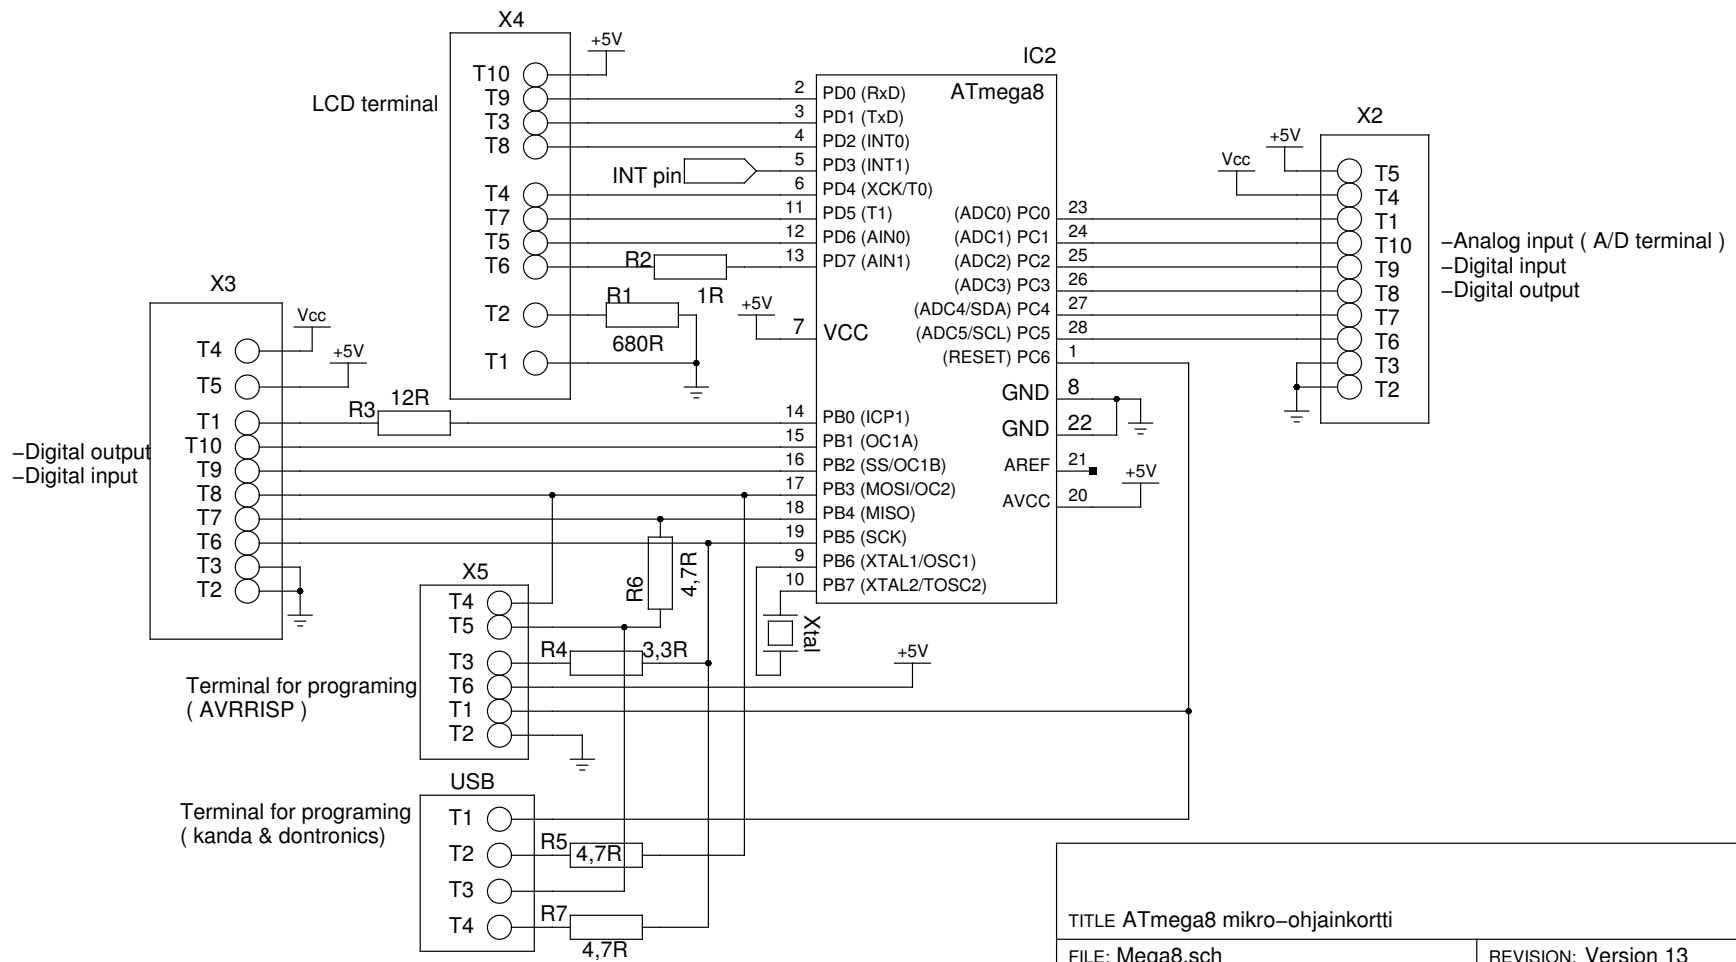 X4
+5V
LCD terminal
T10
T9
T3
T8
T4
T7
T5
T6
T2
T1
INT pin
R2
1R
R1
680R
+5V
IC2
ATmega8
2 PD0 (RxD)
3 PD1 (TxD)
4 PD2 (INT0)
5 PD3 (INT1)
6 PD4 (XCK/T0)
11 PD5 (T1)
12 PD6 (AIN0)
13 PD7 (AIN1)
7 VCC
14 PB0 (ICP1)
15 PB1 (OC1A)
16 PB2 (SS/OC1B)
17 PB3 (MOSI/OC2)
18 PB4 (MISO)
19 PB5 (SCK)
9 PB6 (XTAL1/OSC1)
10 PB7 (XTAL2/TOSC2)
(ADC0) PC0 23
(ADC1) PC1 24
(ADC2) PC2 25
(ADC3) PC3 26
(ADC4/SDA) PC4 27
(ADC5/SCL) PC5 28
(RESET) PC6 1
GND 8
GND 22
AREF 21
AVCC 20
+5V
X2
+5V
Vcc
T5
T4
T1
T10
T9
T8
T7
T6
T3
T2
−Analog input ( A/D terminal )
−Digital input
−Digital output
X3
Vcc
+5V
T4
T5
T1
T10
T9
T8
T7
T6
T3
T2
R3
12R
−Digital output
−Digital input
R6
4,7R
Xtal
X5
T4
T5
T3
T6
T1
T2
R4
3,3R
+5V
Terminal for programing
( AVRRISP )
USB
T1
T2
T3
T4
R5
4,7R
R7
4,7R
Terminal for programing
( kanda & dontronics)
TITLE ATmega8 mikro−ohjainkortti
FILE: Mega8.sch
REVISION: Version 13